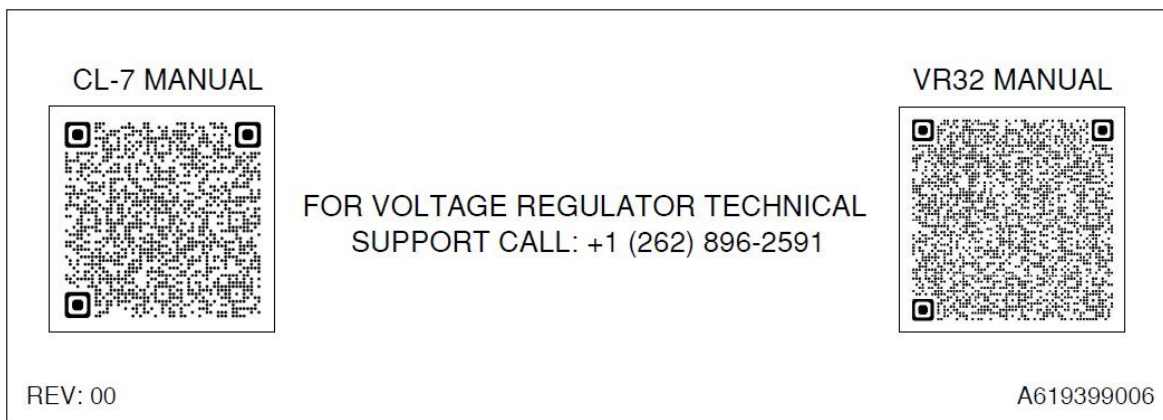 CL-7 MANUAL
VR32 MANUAL
FOR VOLTAGE REGULATOR TECHNICAL
SUPPORT CALL: +1 (262) 896-2591
REV: 00
A619399006